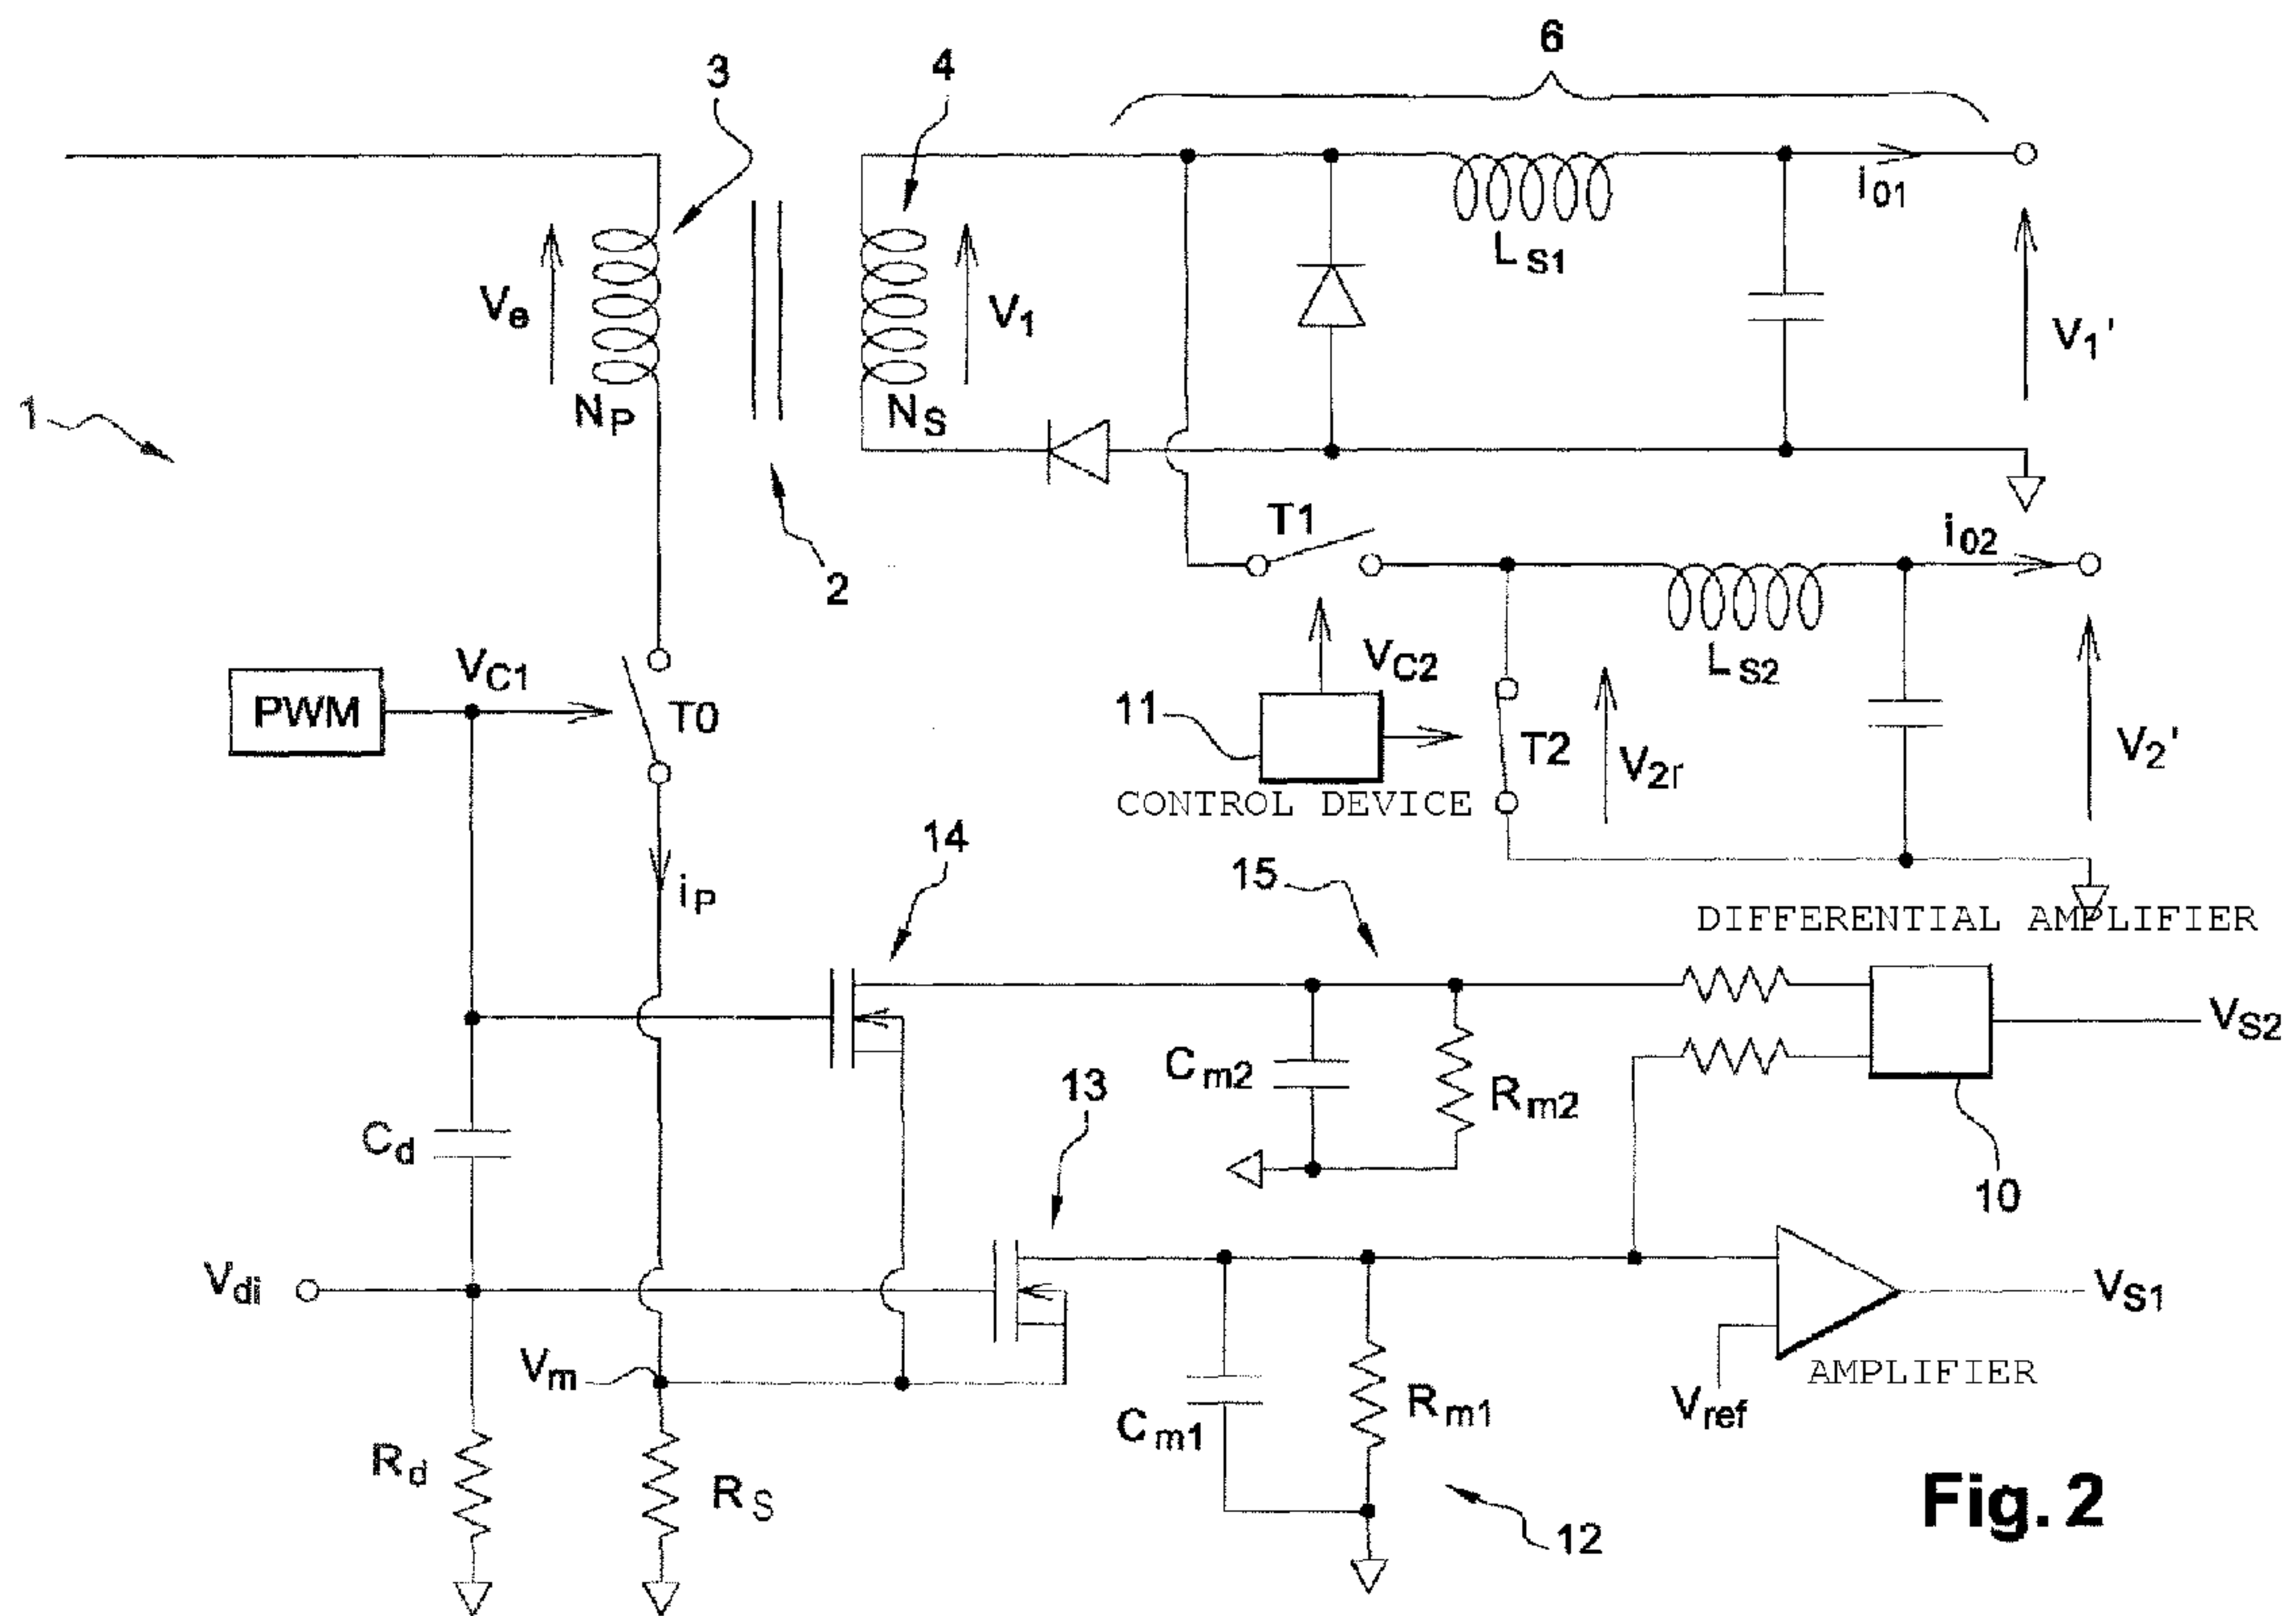 6
3
4
i01
LS1
Ve
V1
V1'
1
NP
NS
T1
i02
2
VC1
VC2
LS2
PWM
T0
11
T2
V2r
V2'
CONTROL DEVICE
14
iP
15
DIFFERENTIAL AMPLIFIER
VS2
Cm2
Rm2
13
Cd
10
Vdi
VS1
Vm
AMPLIFIER
Vref
Rm1
Cm1
Rd
RS
12
Fig. 2